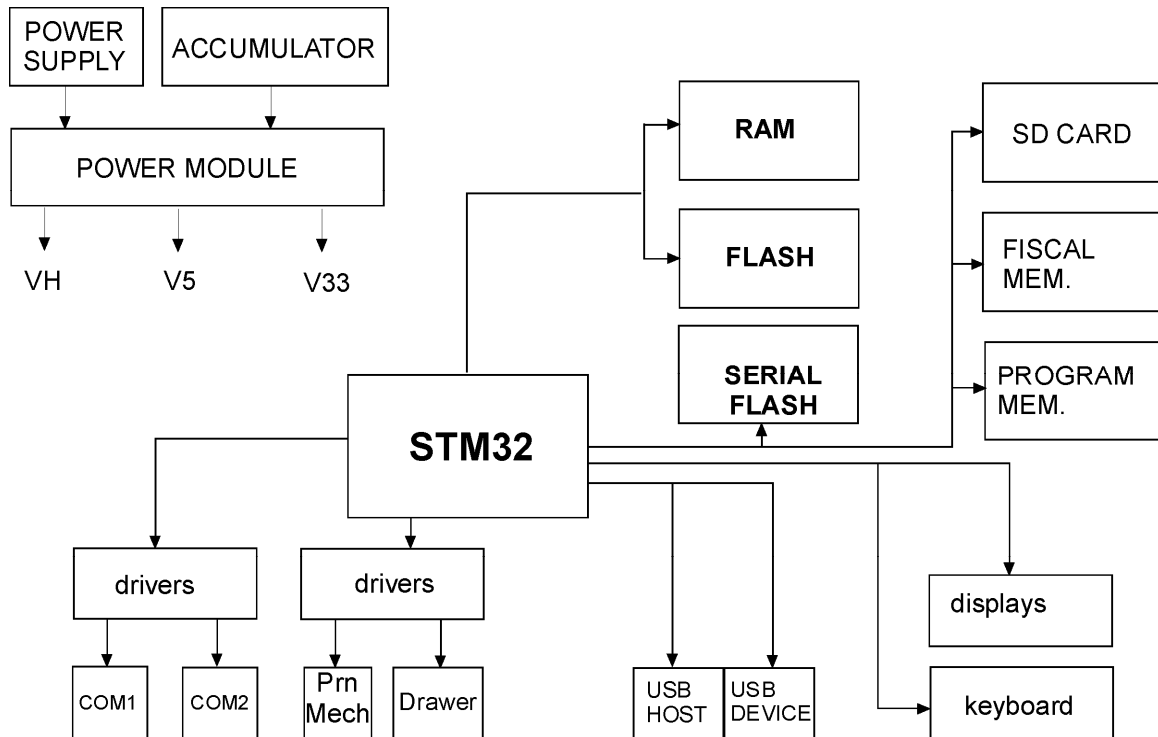 POWER
SUPPLY
ACCUMULATOR
POWER MODULE
VH
V5
V33
RAM
FLASH
SERIAL
FLASH
SD CARD
FISCAL
MEM.
PROGRAM
MEM.
STM32
drivers
drivers
COM1
COM2
Prn
Mech
Drawer
USB
HOST
USB
DEVICE
displays
keyboard